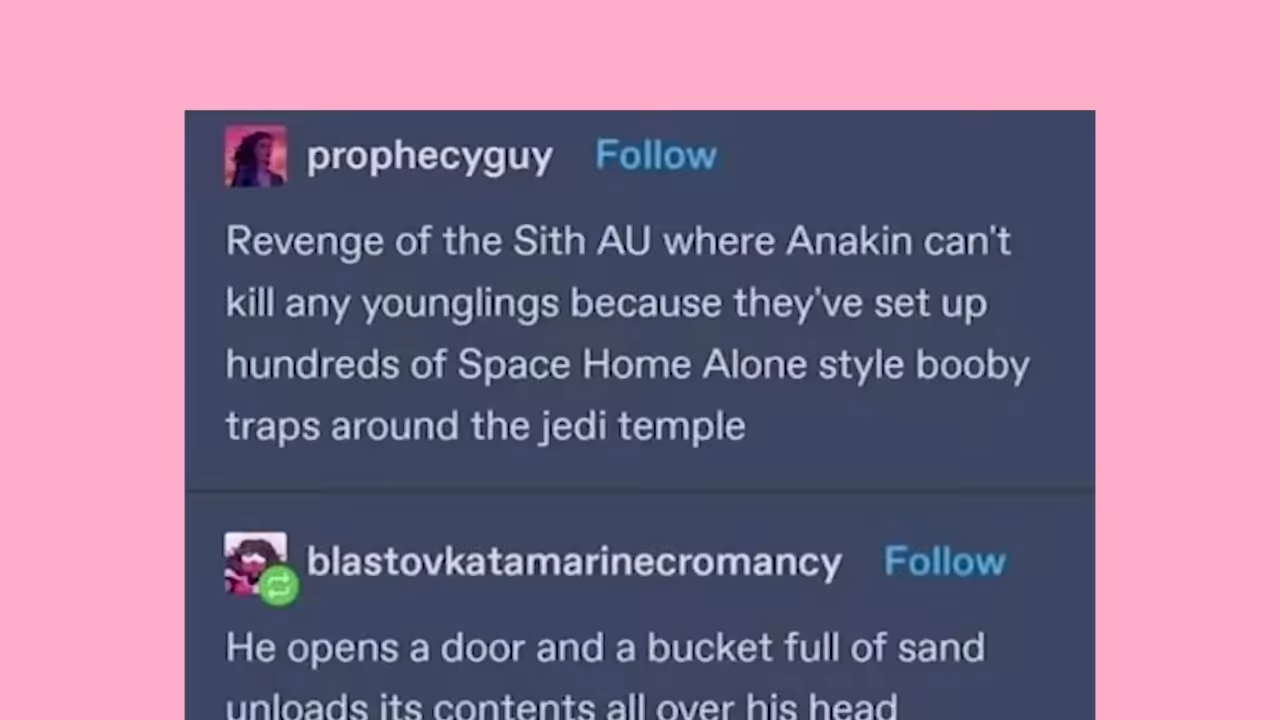 prophecyguy Follow
Revenge of the Sith AU where Anakin can't
kill any younglings because they've set up
hundreds of Space Home Alone style booby
traps around the jedi temple
blastovkatamarinecromancy Follow
He opens a door and a bucket full of sand
unloads its contents all over his head